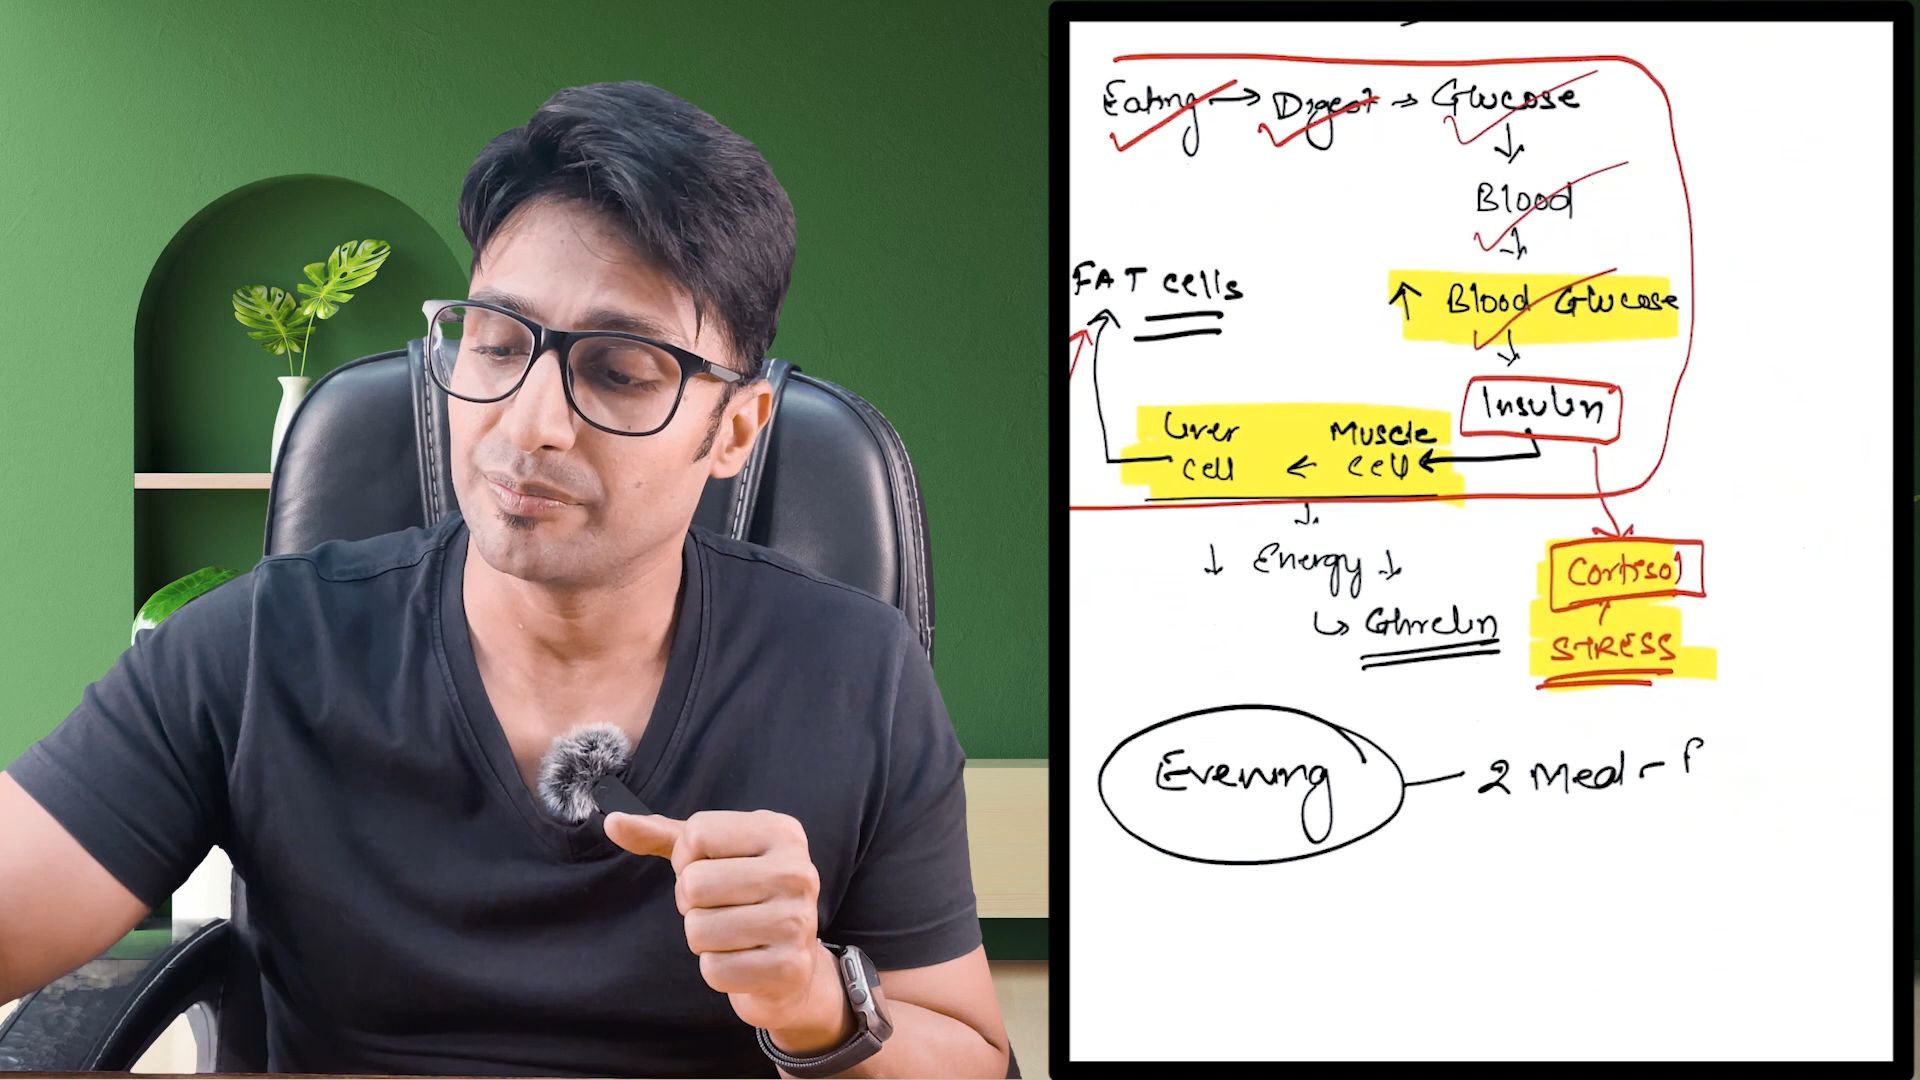 Eating → Digest → Glucose
↓
Blood
↓
FAT cells
↑ Blood Glucose
↓
Insulin
Liver cell ← Muscle cell
↓
↓ Energy ↓
↳ Ghrelin
Cortisol
↑
STRESS
Evening — 2 Meal -